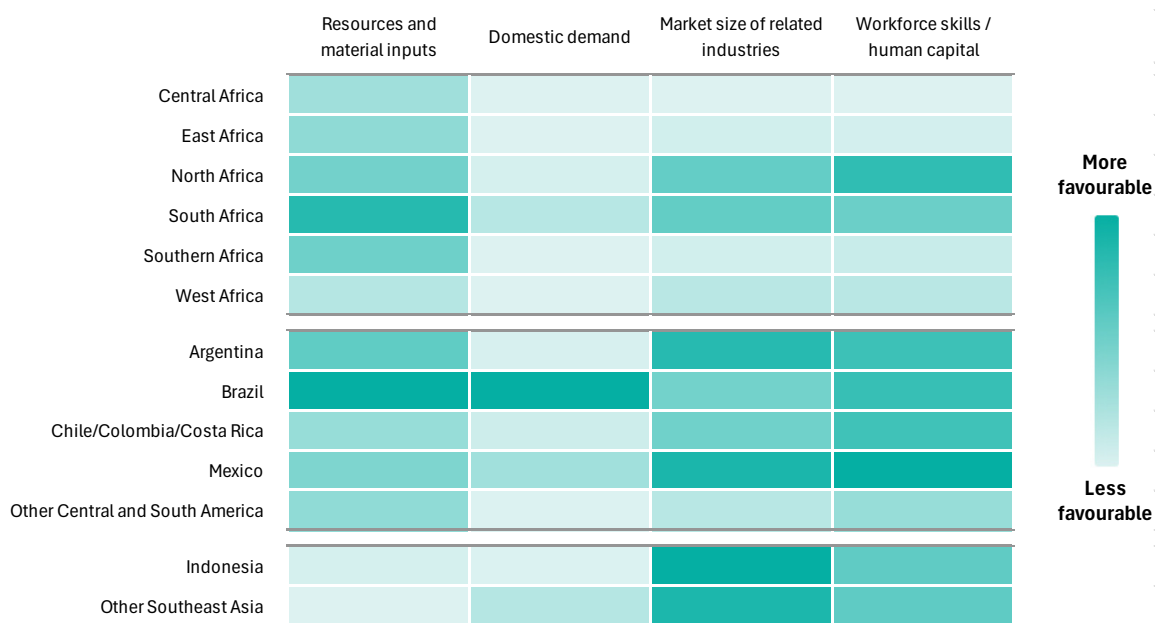 Resources and
material inputs
Domestic demand
Market size of related
industries
Workforce skills /
human capital
Central Africa
East Africa
North Africa
South Africa
Southern Africa
West Africa
Argentina
Brazil
Chile/Colombia/Costa Rica
Mexico
Other Central and South America
Indonesia
Other Southeast Asia
More
favourable
Less
favourable